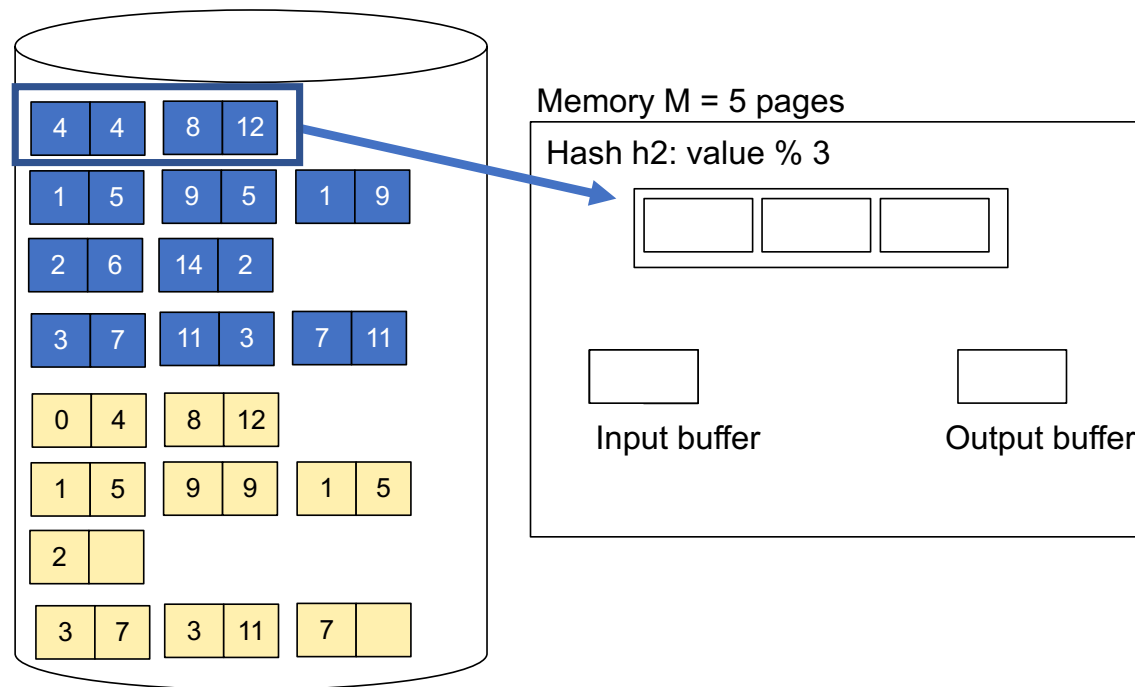 4 4 8 12
1 5 9 5 1 9
2 6 14 2
3 7 11 3 7 11
0 4 8 12
1 5 9 9 1 5
2
3 7 3 11 7
Memory M = 5 pages
Hash h2: value % 3
Input buffer
Output buffer